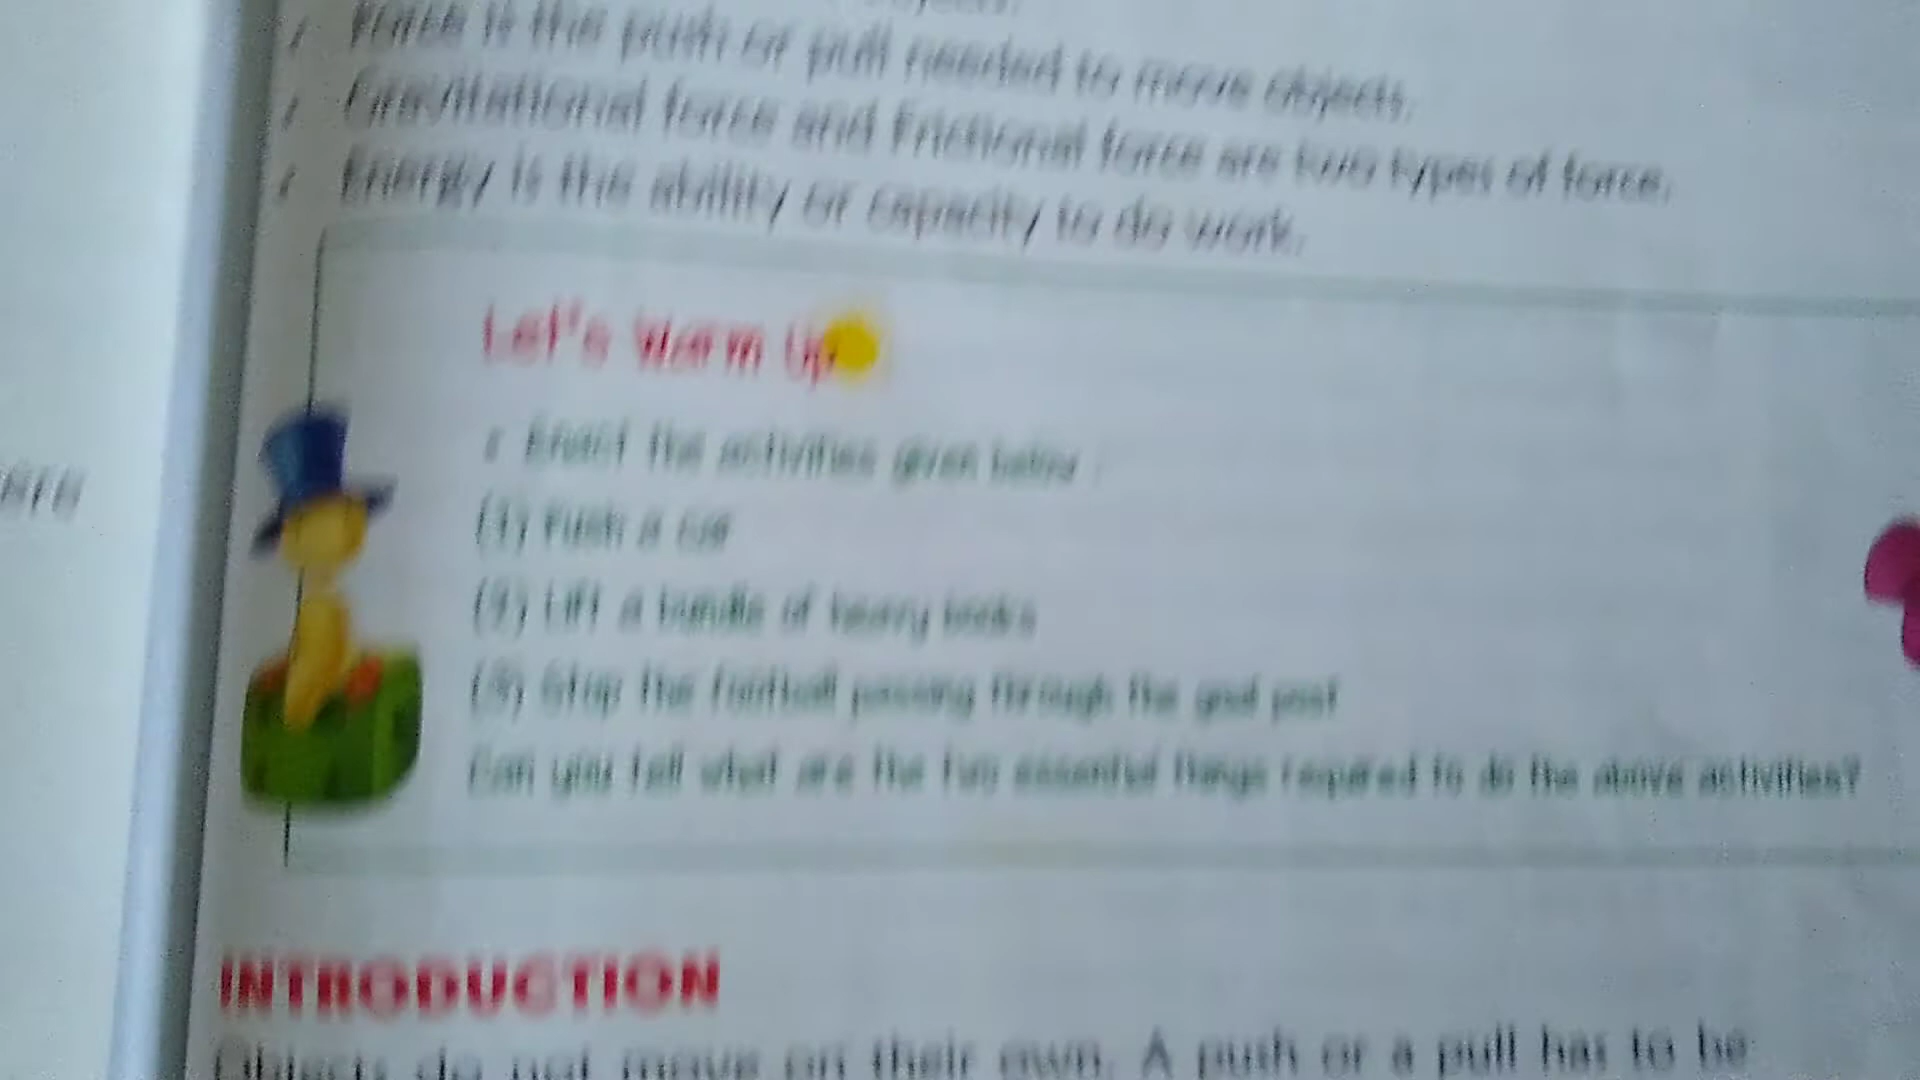 Force is the push or pull needed to move objects.
Gravitational force and Frictional force are two types of force.
Energy is the ability or capacity to do work.
Let's Warm Up
Enact the activities given below :
(1) Push a car
(2) Lift a bundle of heavy books
(3) Stop the football passing through the goal post
Can you tell what are the two essential things required to do the above activities?
INTRODUCTION
Objects do not move on their own. A push or a pull has to be